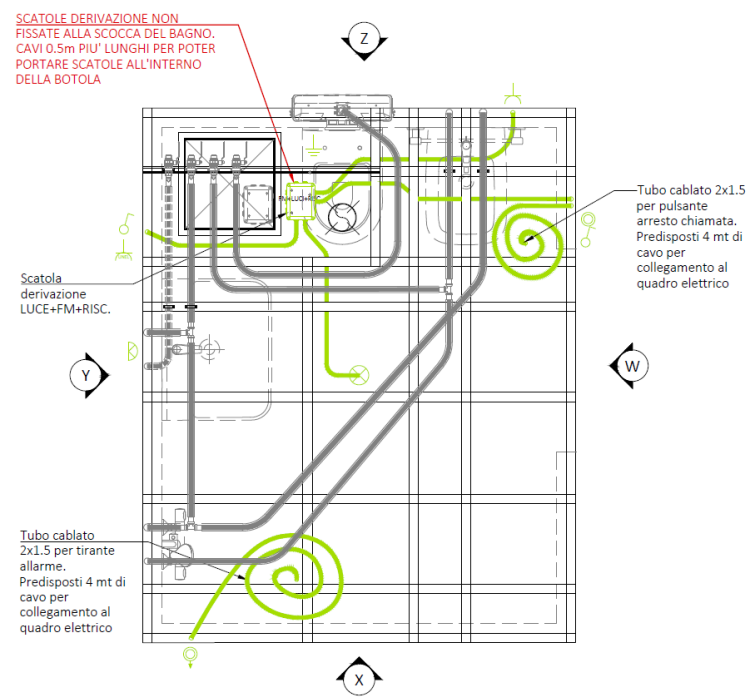 SCATOLE DERIVAZIONE NON
FISSATE ALLA SCOCCA DEL BAGNO.
CAVI 0.5m PIU' LUNGHI PER POTER
PORTARE SCATOLE ALL'INTERNO
DELLA BOTOLA
Z
FM+LUCI+RISC.
Tubo cablato 2x1.5
per pulsante
arresto chiamata.
Predisposti 4 mt di
cavo per
collegamento al
quadro elettrico
Scatola
derivazione
LUCE+FM+RISC.
Y
W
Tubo cablato
2x1.5 per tirante
allarme.
Predisposti 4 mt di
cavo per
collegamento al
quadro elettrico
X